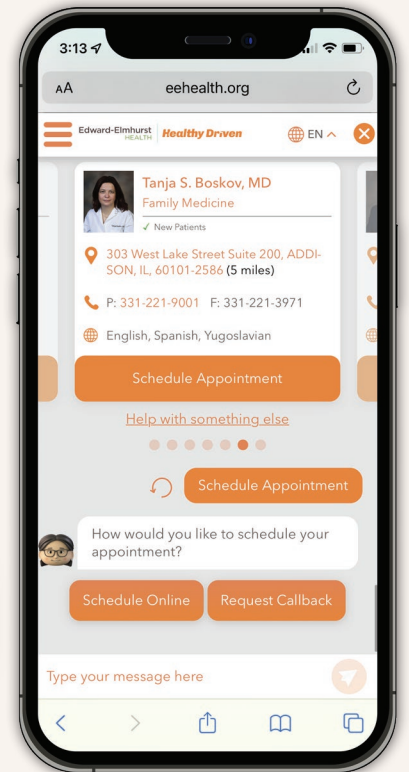 3:13
AA
eehealth.org
Edward-Elmhurst
HEALTH
Healthy Driven
EN
Tanja S. Boskov, MD
Family Medicine
✓ New Patients
303 West Lake Street Suite 200, ADDI-
SON, IL, 60101-2586 (5 miles)
P: 331-221-9001 F: 331-221-3971
English, Spanish, Yugoslavian
Schedule Appointment
Help with something else
Schedule Appointment
How would you like to schedule your
appointment?
Schedule Online
Request Callback
Type your message here